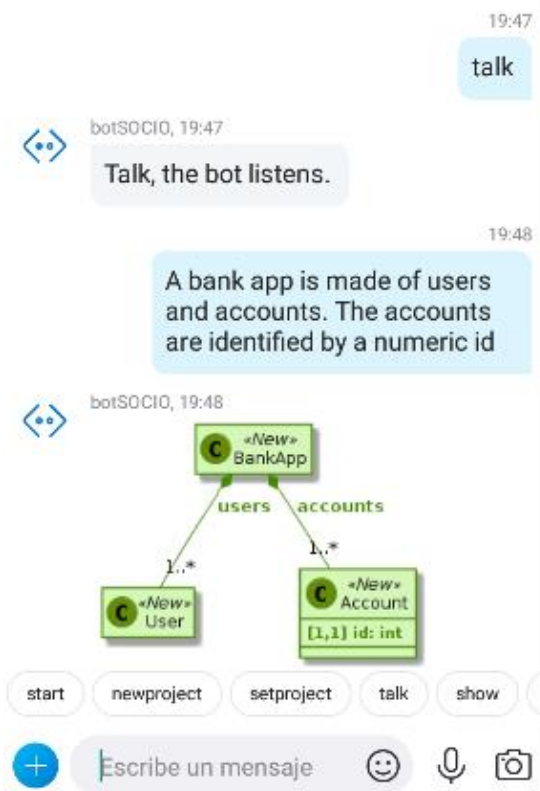 19:47
talk
botSOCIO, 19:47
Talk, the bot listens.
19:48
A bank app is made of users
and accounts. The accounts
are identified by a numeric id
botSOCIO, 19:48
C «New»
BankApp
users accounts
1..* 1..*
C «New»
User
C «New»
Account
[1,1] id: int
start newproject setproject talk show
Escribe un mensaje